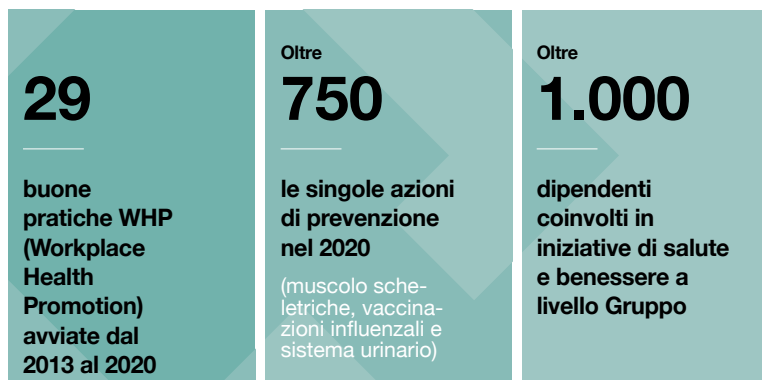 29
buone
pratiche WHP
(Workplace
Health
Promotion)
avviate dal
2013 al 2020
Oltre
750
le singole azioni
di prevenzione
nel 2020
(muscolo sche-
letriche, vaccina-
zioni influenzali e
sistema urinario)
Oltre
1.000
dipendenti
coinvolti in
iniziative di salute
e benessere a
livello Gruppo